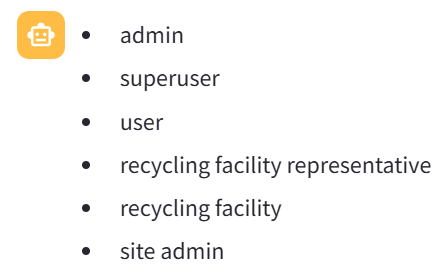 • admin
• superuser
• user
• recycling facility representative
• recycling facility
• site admin